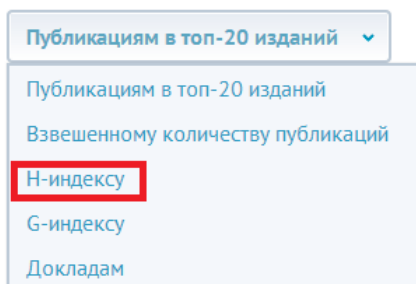 Публикациям в топ-20 изданий
Публикациям в топ-20 изданий
Взвешенному количеству публикаций
H-индексу
G-индексу
Докладам